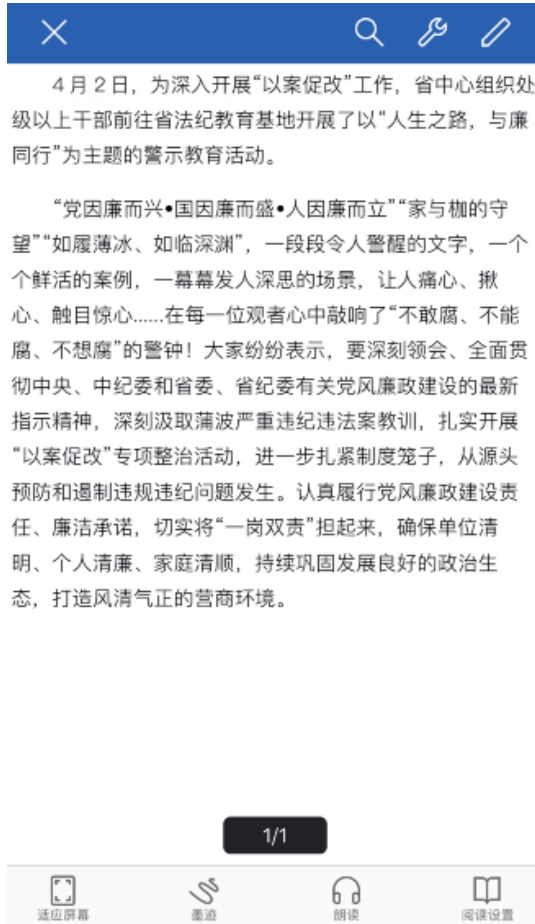 4月2日，为深入开展“以案促改”工作，省中心组织处
级以上干部前往省法纪教育基地开展了以“人生之路，与廉
同行”为主题的警示教育活动。
“党因廉而兴•国因廉而盛•人因廉而立”“家与枷的守
望”“如履薄冰、如临深渊”，一段段令人警醒的文字，一个
个鲜活的案例，一幕幕发人深思的场景，让人痛心、揪
心、触目惊心......在每一位观者心中敲响了“不敢腐、不能
腐、不想腐”的警钟！大家纷纷表示，要深刻领会、全面贯
彻中央、中纪委和省委、省纪委有关党风廉政建设的最新
指示精神，深刻汲取蒲波严重违纪违法案教训，扎实开展
“以案促改”专项整治活动，进一步扎紧制度笼子，从源头
预防和遏制违规违纪问题发生。认真履行党风廉政建设责
任、廉洁承诺，切实将“一岗双责”担起来，确保单位清
明、个人清廉、家庭清顺，持续巩固发展良好的政治生
态，打造风清气正的营商环境。
1/1
适应屏幕 墨迹 朗读 阅读设置